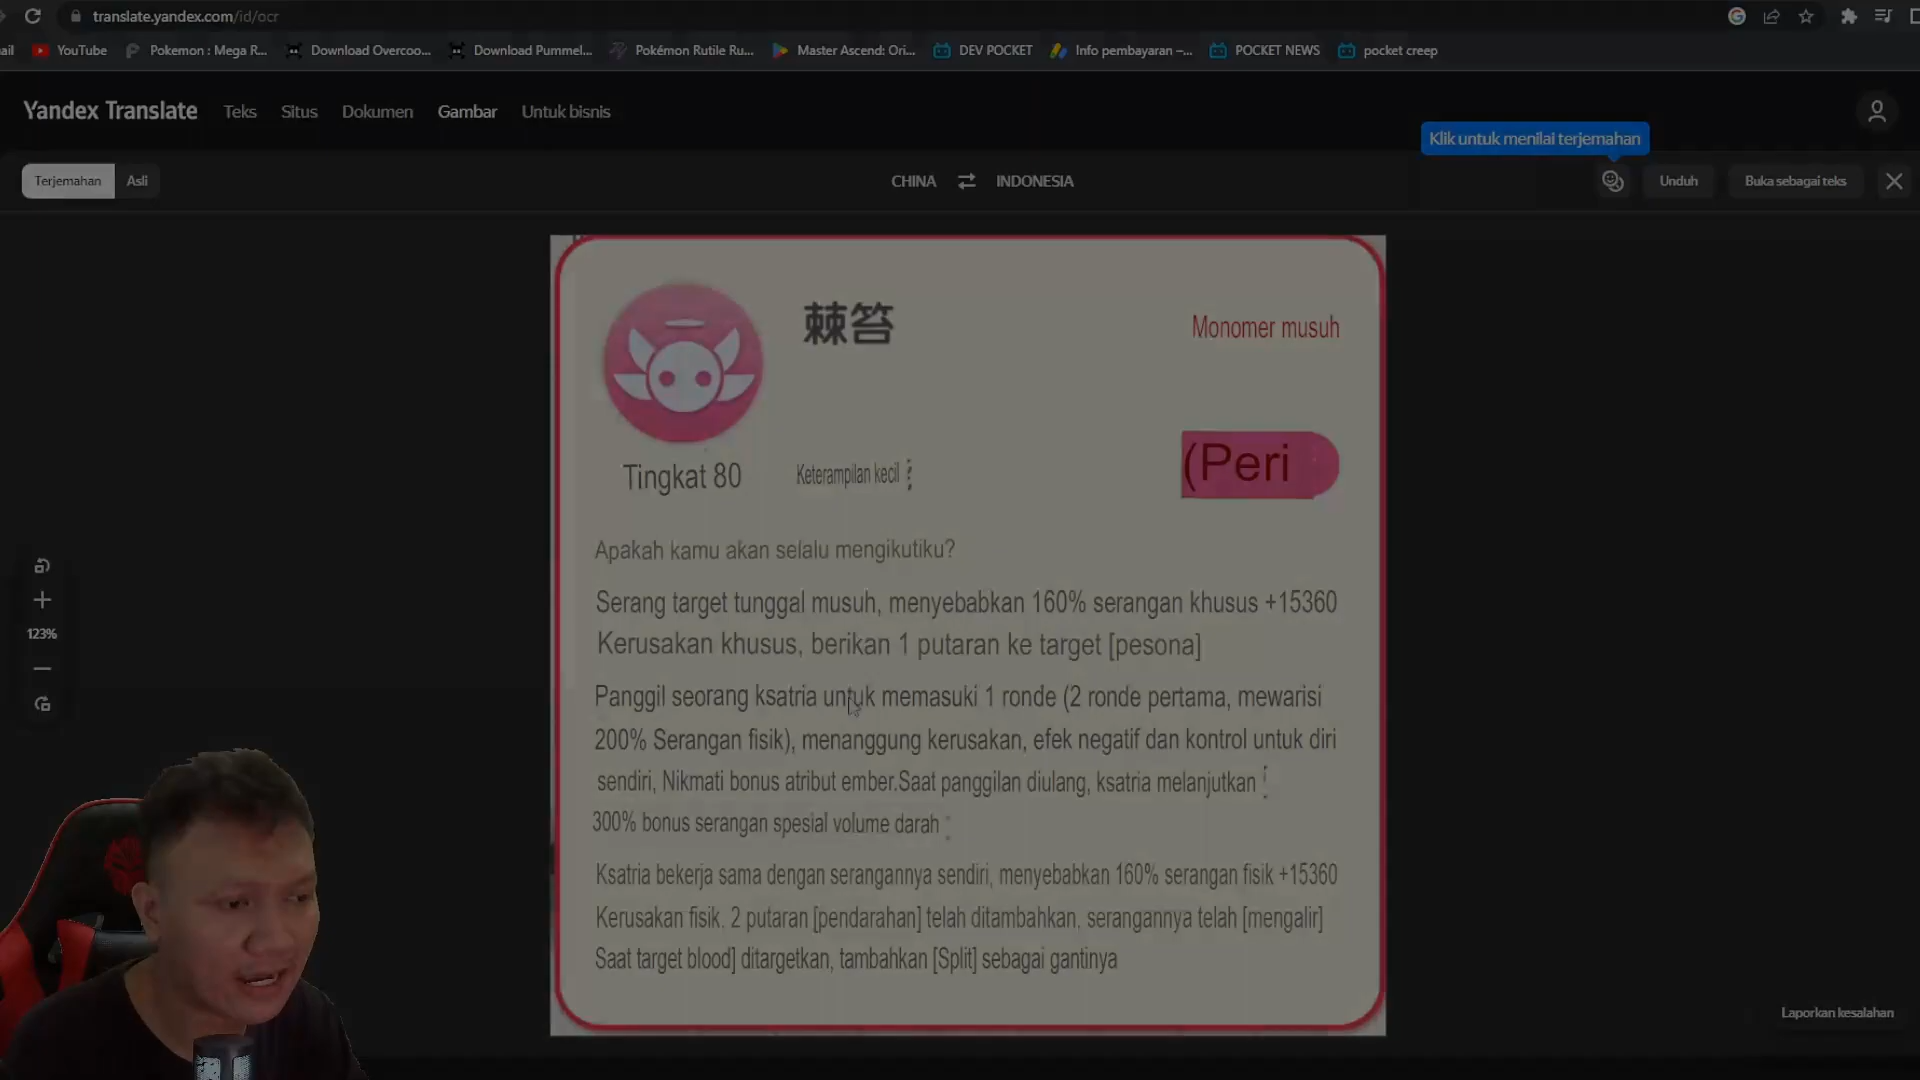 translate.yandex.com/id/ocr
ail YouTube Pokemon : Mega R... Download Overcoo... Download Pummel... Pokémon Rutile Ru... Master Ascend: Ori... DEV POCKET Info pembayaran –... POCKET NEWS pocket creep
Yandex Translate Teks Situs Dokumen Gambar Untuk bisnis
Klik untuk menilai terjemahan
Terjemahan Asli CHINA INDONESIA Unduh Buka sebagai teks
棘笞 Monomer musuh
(Peri
Tingkat 80 Keterampilan kecil
Apakah kamu akan selalu mengikutiku?
Serang target tunggal musuh, menyebabkan 160% serangan khusus +15360
Kerusakan khusus, berikan 1 putaran ke target [pesona]
123%
Panggil seorang ksatria untuk memasuki 1 ronde (2 ronde pertama, mewarisi
200% Serangan fisik), menanggung kerusakan, efek negatif dan kontrol untuk diri
sendiri, Nikmati bonus atribut ember.Saat panggilan diulang, ksatria melanjutkan
300% bonus serangan spesial volume darah
Ksatria bekerja sama dengan serangannya sendiri, menyebabkan 160% serangan fisik +15360
Kerusakan fisik. 2 putaran [pendarahan] telah ditambahkan, serangannya telah [mengalir]
Saat target blood] ditargetkan, tambahkan [Split] sebagai gantinya
Laporkan kesalahan